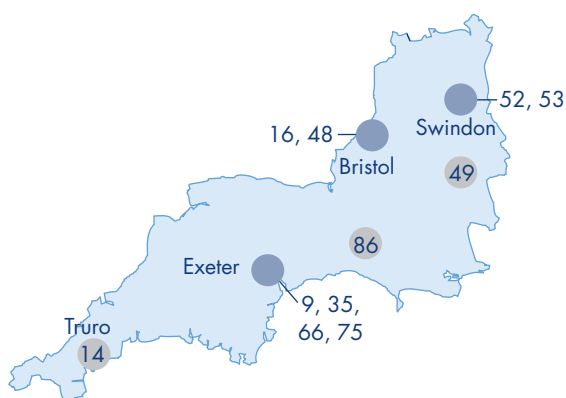 52, 53
Swindon
16, 48
Bristol
49
86
Exeter
9, 35,
66, 75
Truro
14